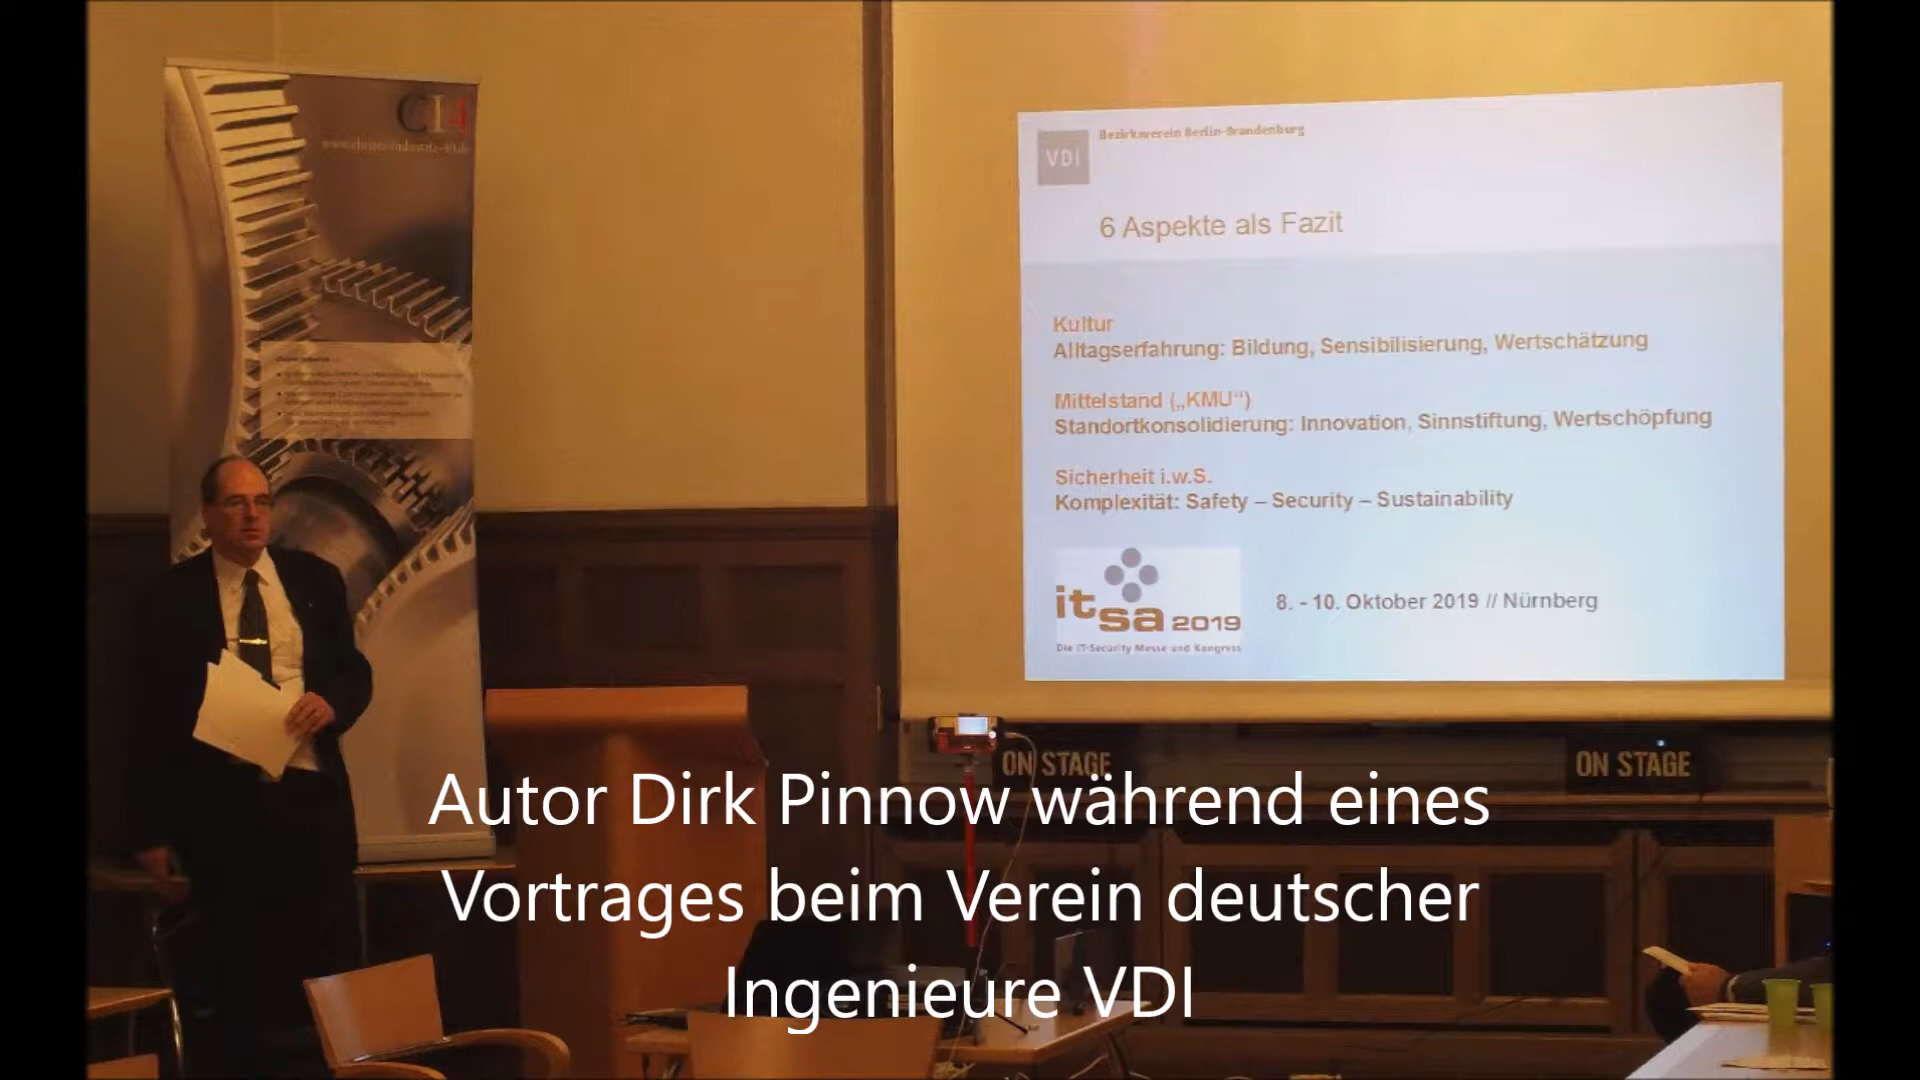 CI4
Bezirksverein Berlin-Brandenburg
VDI
6 Aspekte als Fazit
Kultur
Alltagserfahrung: Bildung, Sensibilisierung, Wertschätzung
Mittelstand („KMU“)
Standortkonsolidierung: Innovation, Sinnstiftung, Wertschöpfung
Sicherheit i.w.S.
Komplexität: Safety – Security – Sustainability
it sa 2019
Die IT-Security Messe und Kongress
8. - 10. Oktober 2019 // Nürnberg
ON STAGE
ON STAGE
Autor Dirk Pinnow während eines
Vortrages beim Verein deutscher
Ingenieure VDI